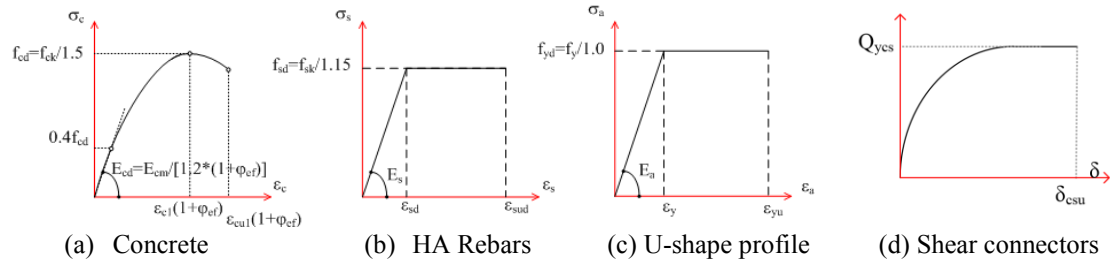 σc
fcd=fck/1.5
0.4fcd
Ecd=Ecm/[1.2*(1+φef)]
εc
εc1(1+φef)
εcu1(1+φef)
(a) Concrete
σs
fsd=fsk/1.15
Es
εs
εsd
εsud
(b) HA Rebars
σa
fyd=fy/1.0
Ea
εa
εy
εyu
(c) U-shape profile
Qycs
δ
δcsu
(d) Shear connectors